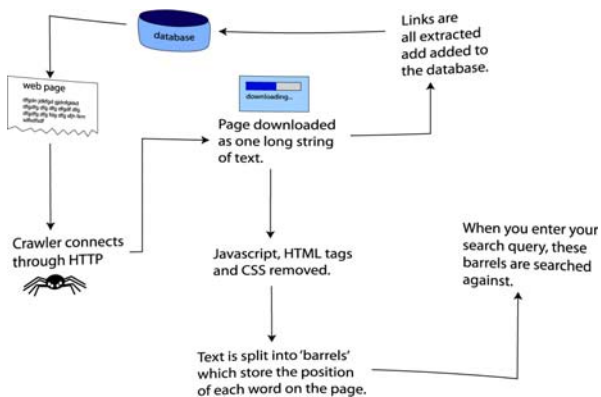 database
Links are
all extracted
add added to
the database.
web page
downloading...
Page downloaded
as one long string
of text.
Crawler connects
through HTTP
Javascript, HTML tags
and CSS removed.
When you enter your
search query, these
barrels are searched
against.
Text is split into 'barrels'
which store the position
of each word on the page.